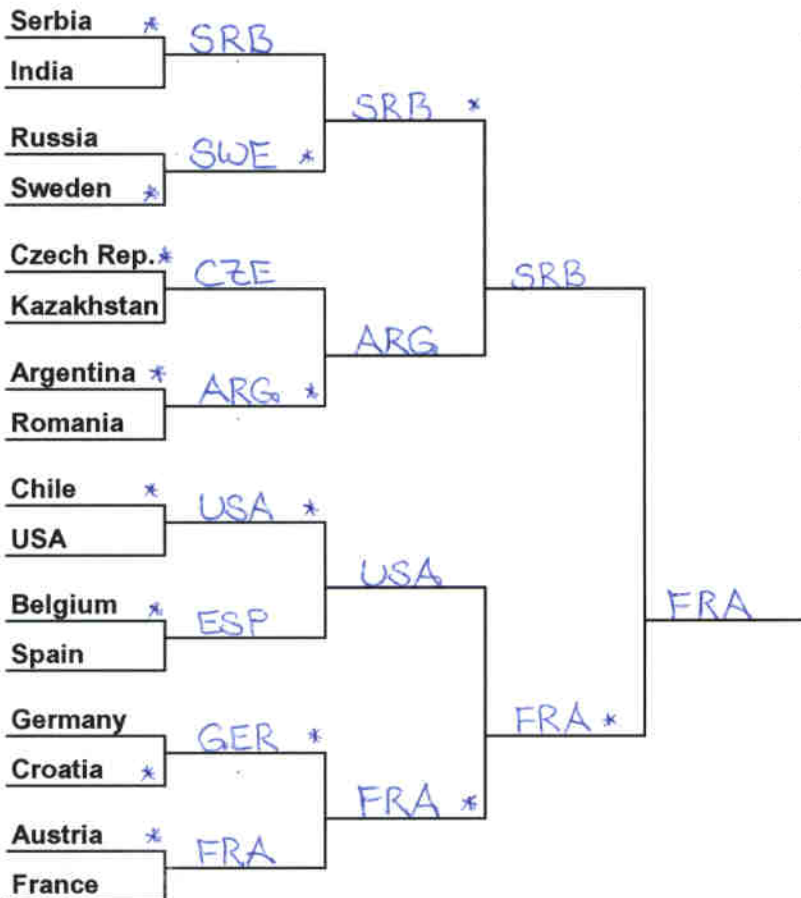 Serbia *
India
Russia
Sweden *
Czech Rep.*
Kazakhstan
Argentina *
Romania
Chile *
USA
Belgium *
Spain
Germany
Croatia *
Austria *
France
SRB
SWE *
CZE
ARG *
USA *
ESP
GER *
FRA
SRB *
ARG
USA
FRA *
SRB
FRA *
FRA